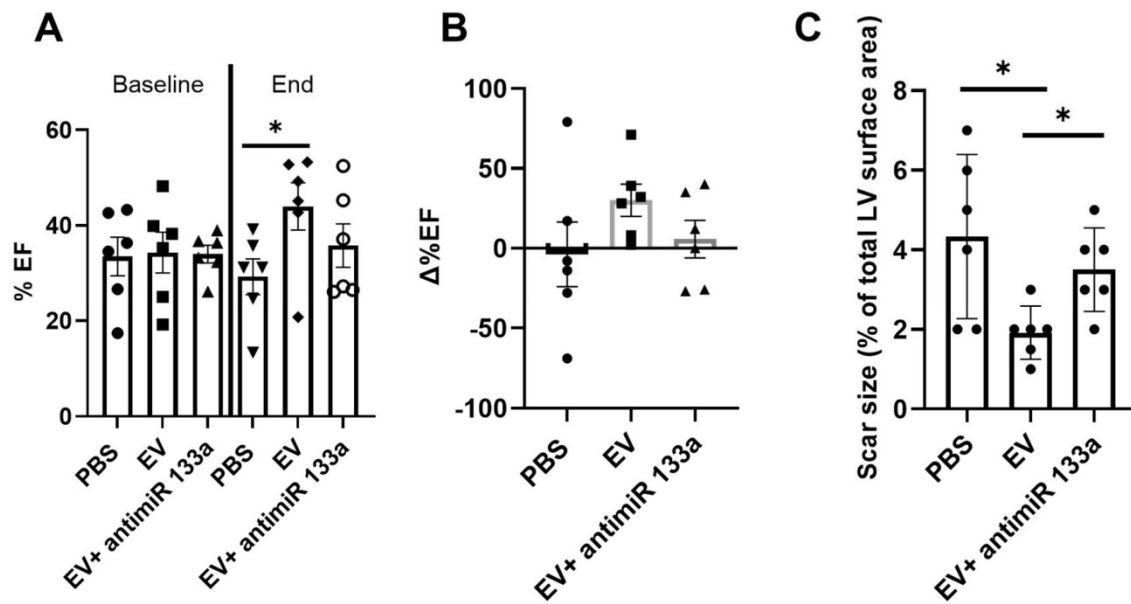 A
Baseline
End
% EF
60
40
20
0
*
PBS
EV
EV+ antimiR 133a
PBS
EV
EV+ antimiR 133a
B
Δ%EF
100
50
0
-50
-100
PBS
EV
EV+ antimiR 133a
C
Scar size (% of total LV surface area)
8
6
4
2
0
*
*
PBS
EV
EV+ antimiR 133a